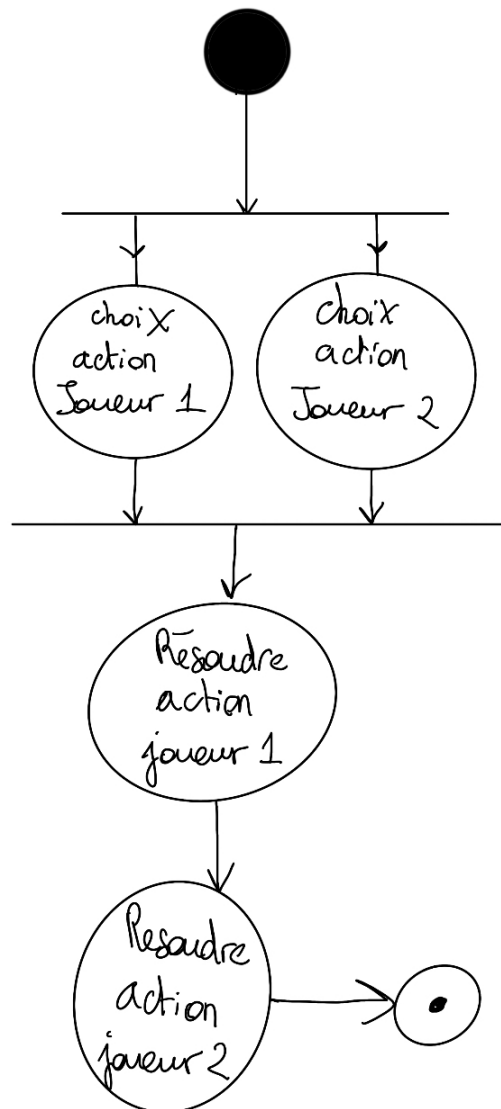 choix
action
Joueur 1
choix
action
Joueur 2
Résoudre
action
joueur 1
Resoudre
action
joueur 2